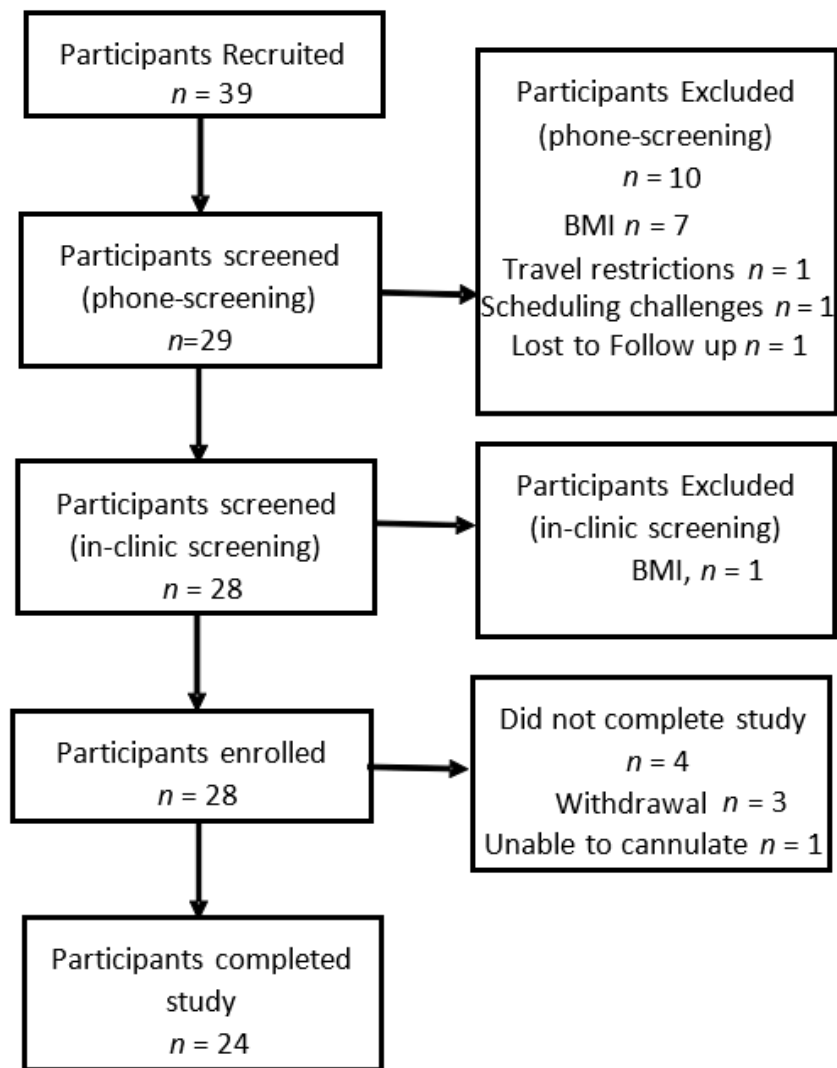 Participants Recruited
n = 39
Participants Excluded
(phone-screening)
n = 10
BMI n = 7
Travel restrictions n = 1
Scheduling challenges n = 1
Lost to Follow up n = 1
Participants screened
(phone-screening)
n=29
Participants screened
(in-clinic screening)
n = 28
Participants Excluded
(in-clinic screening)
BMI, n = 1
Participants enrolled
n = 28
Did not complete study
n = 4
Withdrawal n = 3
Unable to cannulate n = 1
Participants completed
study
n = 24